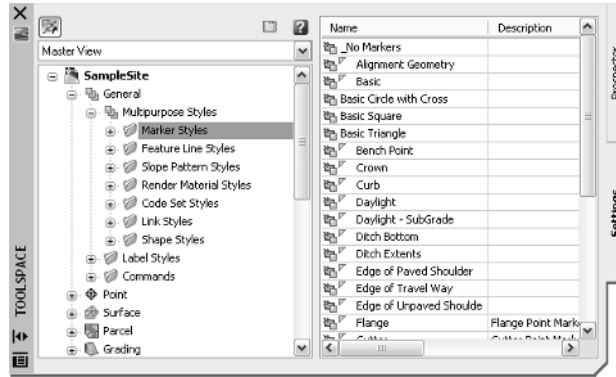 Master View
SampleSite
General
Multipurpose Styles
Marker Styles
Feature Line Styles
Slope Pattern Styles
Render Material Styles
Code Set Styles
Link Styles
Shape Styles
Label Styles
Commands
Point
Surface
Parcel
Grading
TOOLSPACE
Name Description
_No Markers
Alignment Geometry
Basic
Basic Circle with Cross
Basic Square
Basic Triangle
Bench Point
Crown
Curb
Daylight
Daylight - SubGrade
Ditch Bottom
Ditch Extents
Edge of Paved Shoulder
Edge of Travel Way
Edge of Unpaved Shoulde
Flange Flange Point Mark
Prospector
Settings